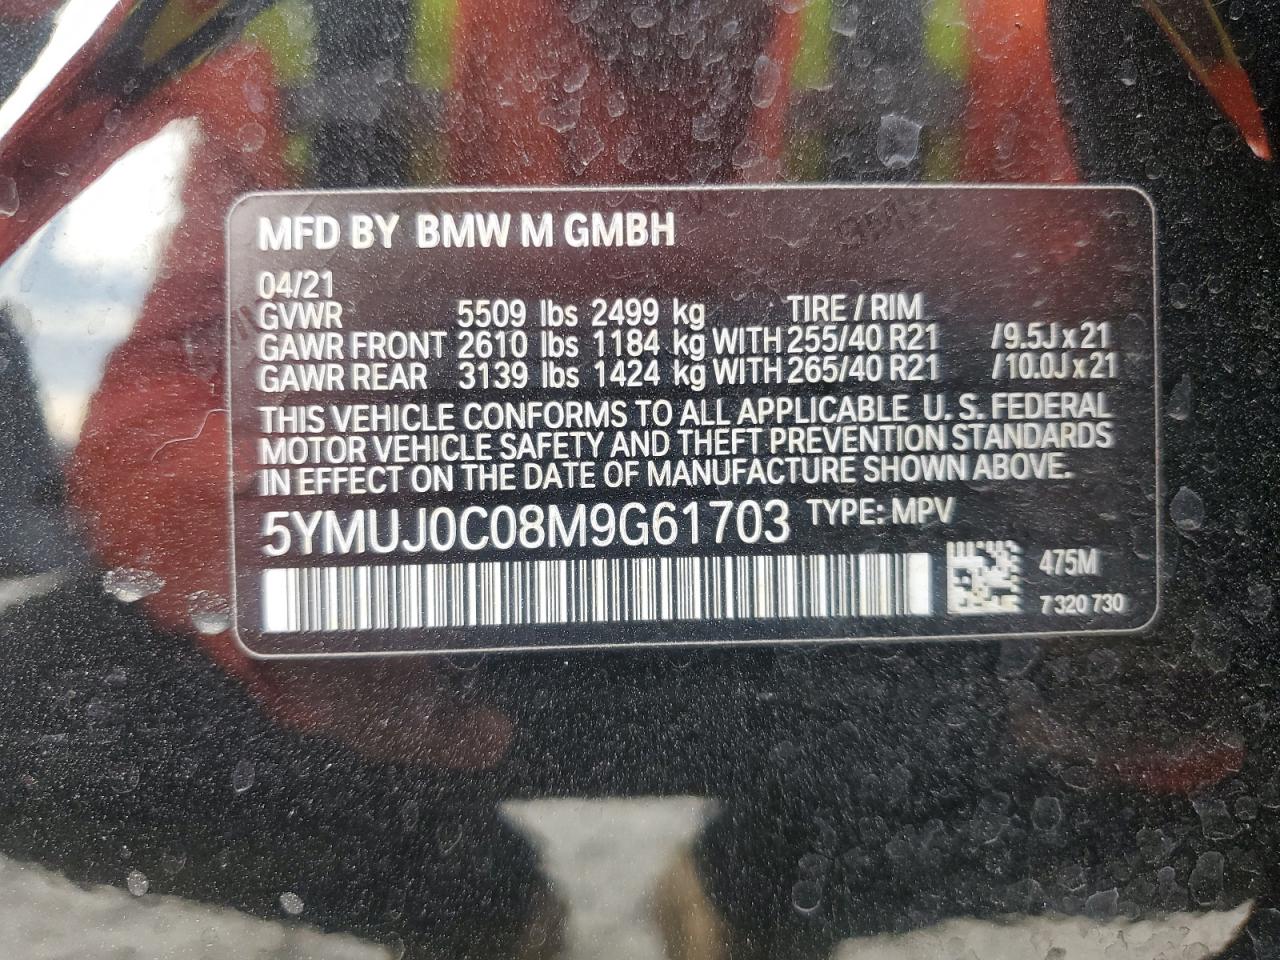 MFD BY BMW M GMBH
04/21
GVWR 5509 lbs 2499 kg TIRE / RIM
GAWR FRONT 2610 lbs 1184 kg WITH 255/40 R21 /9.5J x 21
GAWR REAR 3139 lbs 1424 kg WITH 265/40 R21 /10.0J x 21
THIS VEHICLE CONFORMS TO ALL APPLICABLE U. S. FEDERAL
MOTOR VEHICLE SAFETY AND THEFT PREVENTION STANDARDS
IN EFFECT ON THE DATE OF MANUFACTURE SHOWN ABOVE.
5YMUJ0C08M9G61703 TYPE: MPV
475M
7 320 730